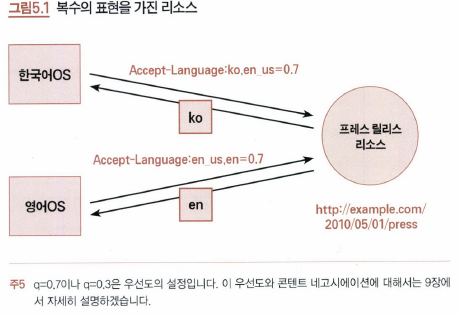 그림5.1 복수의 표현을 가진 리소스
한국어OS
Accept-Language:ko,en_us=0.7
ko
프레스 릴리스
리소스
Accept-Language:en_us,en=0.7
영어OS
en
http://example.com/
2010/05/01/press
주5 q=0.7이나 q=0.3은 우선도의 설정입니다. 이 우선도와 콘텐트 네고시에이션에 대해서는 9장에
서 자세히 설명하겠습니다.